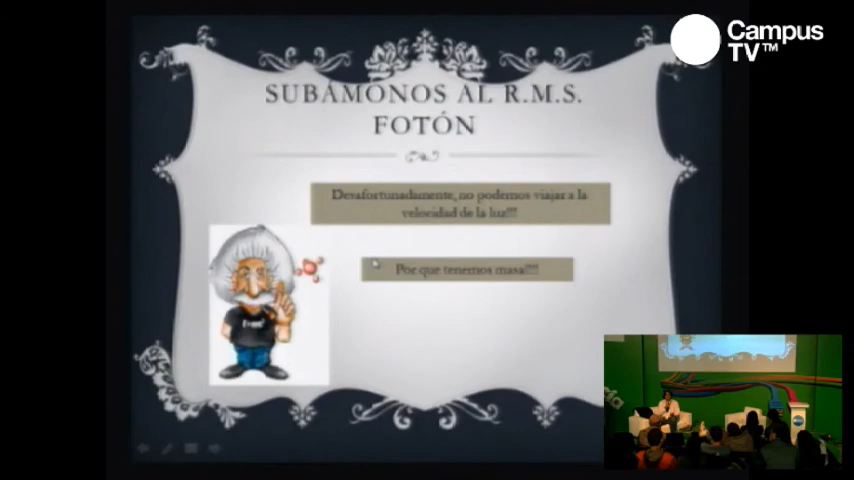 Campus
TV™
SUBÁMONOS AL R.M.S.
FOTÓN
Desafortunadamente, no podemos viajar a la
velocidad de la luz!!!
Por que tenemos masa!!!!!